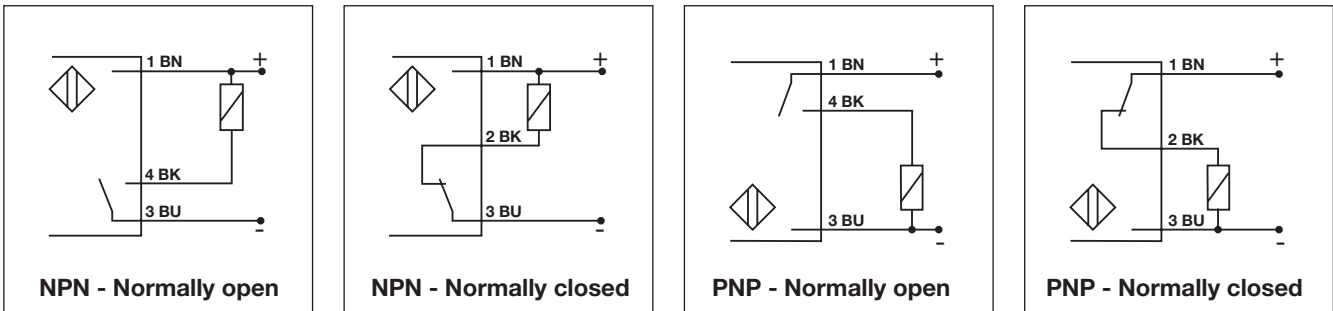 1 BN
+
4 BK
3 BU
-
NPN - Normally open
1 BN
+
2 BK
3 BU
-
NPN - Normally closed
1 BN
+
4 BK
3 BU
-
PNP - Normally open
1 BN
+
2 BK
3 BU
-
PNP - Normally closed